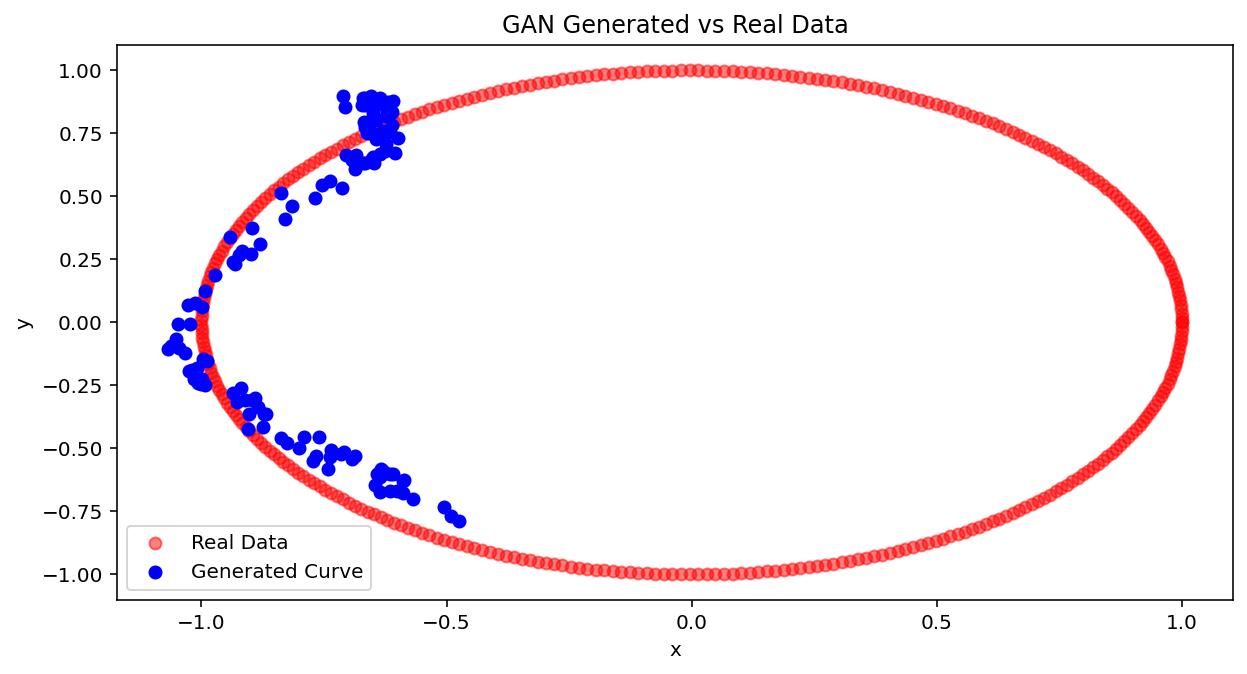 GAN Generated vs Real Data
1.00
0.75
0.50
0.25
0.00
−0.25
−0.50
−0.75
−1.00
y
Real Data
Generated Curve
−1.0 −0.5 0.0 0.5 1.0
x